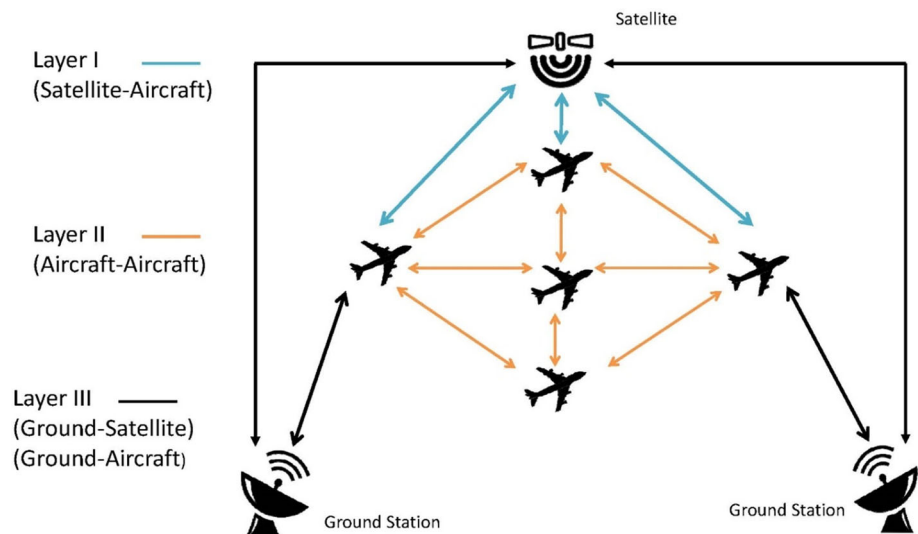 Satellite
Layer I
(Satellite-Aircraft)
Layer II
(Aircraft-Aircraft)
Layer III
(Ground-Satellite)
(Ground-Aircraft)
Ground Station
Ground Station